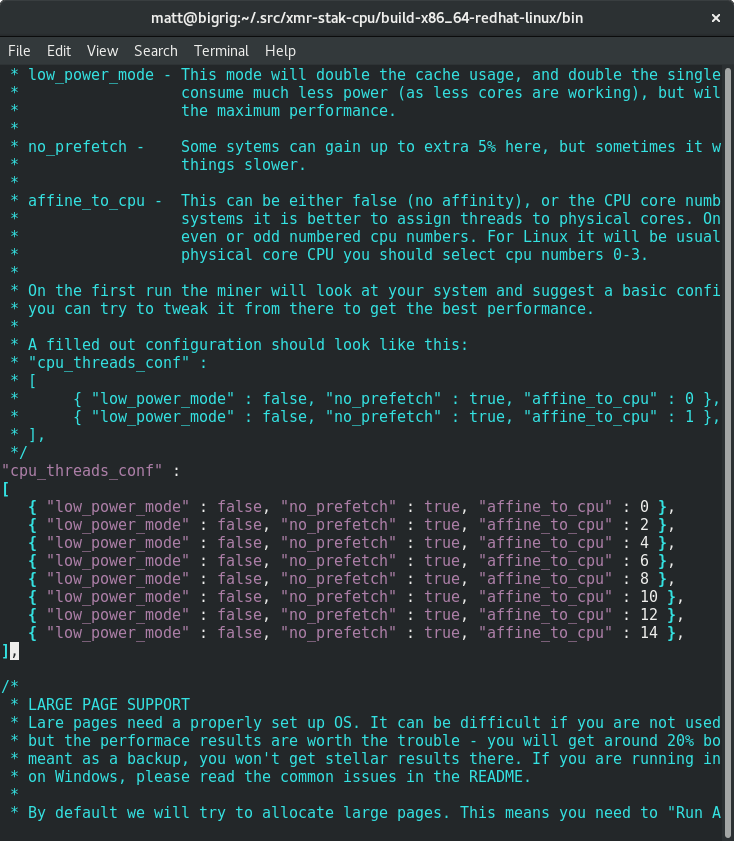 matt@bigrig:~/.src/xmr-stak-cpu/build-x86_64-redhat-linux/bin ×
File Edit View Search Terminal Help
* low_power_mode - This mode will double the cache usage, and double the single
* consume much less power (as less cores are working), but wil
* the maximum performance.
*
* no_prefetch - Some sytems can gain up to extra 5% here, but sometimes it w
* things slower.
*
* affine_to_cpu - This can be either false (no affinity), or the CPU core numb
* systems it is better to assign threads to physical cores. On
* even or odd numbered cpu numbers. For Linux it will be usual
* physical core CPU you should select cpu numbers 0-3.
*
* On the first run the miner will look at your system and suggest a basic confi
* you can try to tweak it from there to get the best performance.
*
* A filled out configuration should look like this:
* "cpu_threads_conf" :
* [
* { "low_power_mode" : false, "no_prefetch" : true, "affine_to_cpu" : 0 },
* { "low_power_mode" : false, "no_prefetch" : true, "affine_to_cpu" : 1 },
* ],
*/
"cpu_threads_conf" :
[
{ "low_power_mode" : false, "no_prefetch" : true, "affine_to_cpu" : 0 },
{ "low_power_mode" : false, "no_prefetch" : true, "affine_to_cpu" : 2 },
{ "low_power_mode" : false, "no_prefetch" : true, "affine_to_cpu" : 4 },
{ "low_power_mode" : false, "no_prefetch" : true, "affine_to_cpu" : 6 },
{ "low_power_mode" : false, "no_prefetch" : true, "affine_to_cpu" : 8 },
{ "low_power_mode" : false, "no_prefetch" : true, "affine_to_cpu" : 10 },
{ "low_power_mode" : false, "no_prefetch" : true, "affine_to_cpu" : 12 },
{ "low_power_mode" : false, "no_prefetch" : true, "affine_to_cpu" : 14 },
],
/*
* LARGE PAGE SUPPORT
* Lare pages need a properly set up OS. It can be difficult if you are not used
* but the performace results are worth the trouble - you will get around 20% bo
* meant as a backup, you won't get stellar results there. If you are running in
* on Windows, please read the common issues in the README.
*
* By default we will try to allocate large pages. This means you need to "Run A